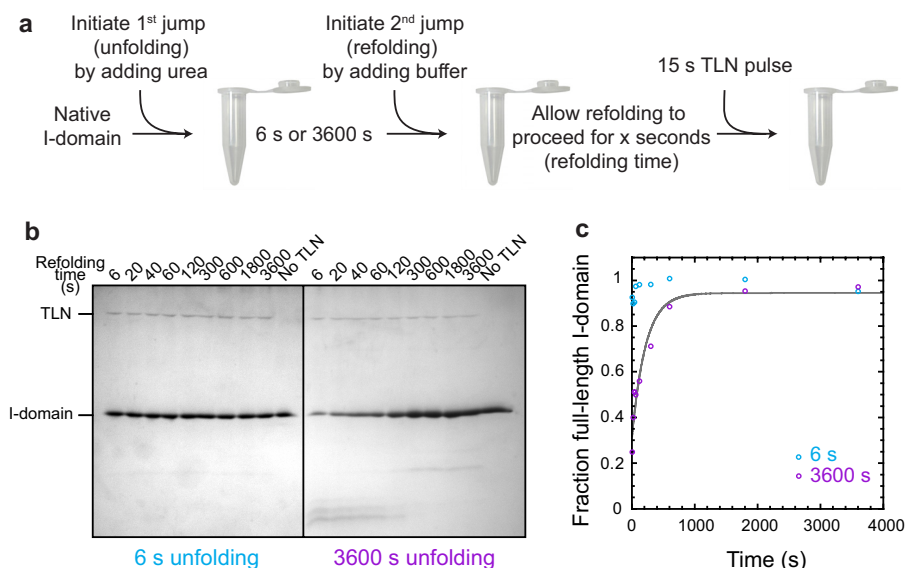 a
Initiate 1st jump
(unfolding)
by adding urea
Native
I-domain
6 s or 3600 s
Initiate 2nd jump
(refolding)
by adding buffer
Allow refolding to
proceed for x seconds
(refolding time)
15 s TLN pulse
b
Refolding
time
(s)
6 20 40 60 120 300 600 1800 3600 No TLN
6 20 40 60 120 300 600 1800 3600 No TLN
TLN
I-domain
6 s unfolding
3600 s unfolding
c
Fraction full-length I-domain
1
0.8
0.6
0.4
0.2
0
0 1000 2000 3000 4000
6 s
3600 s
Time (s)